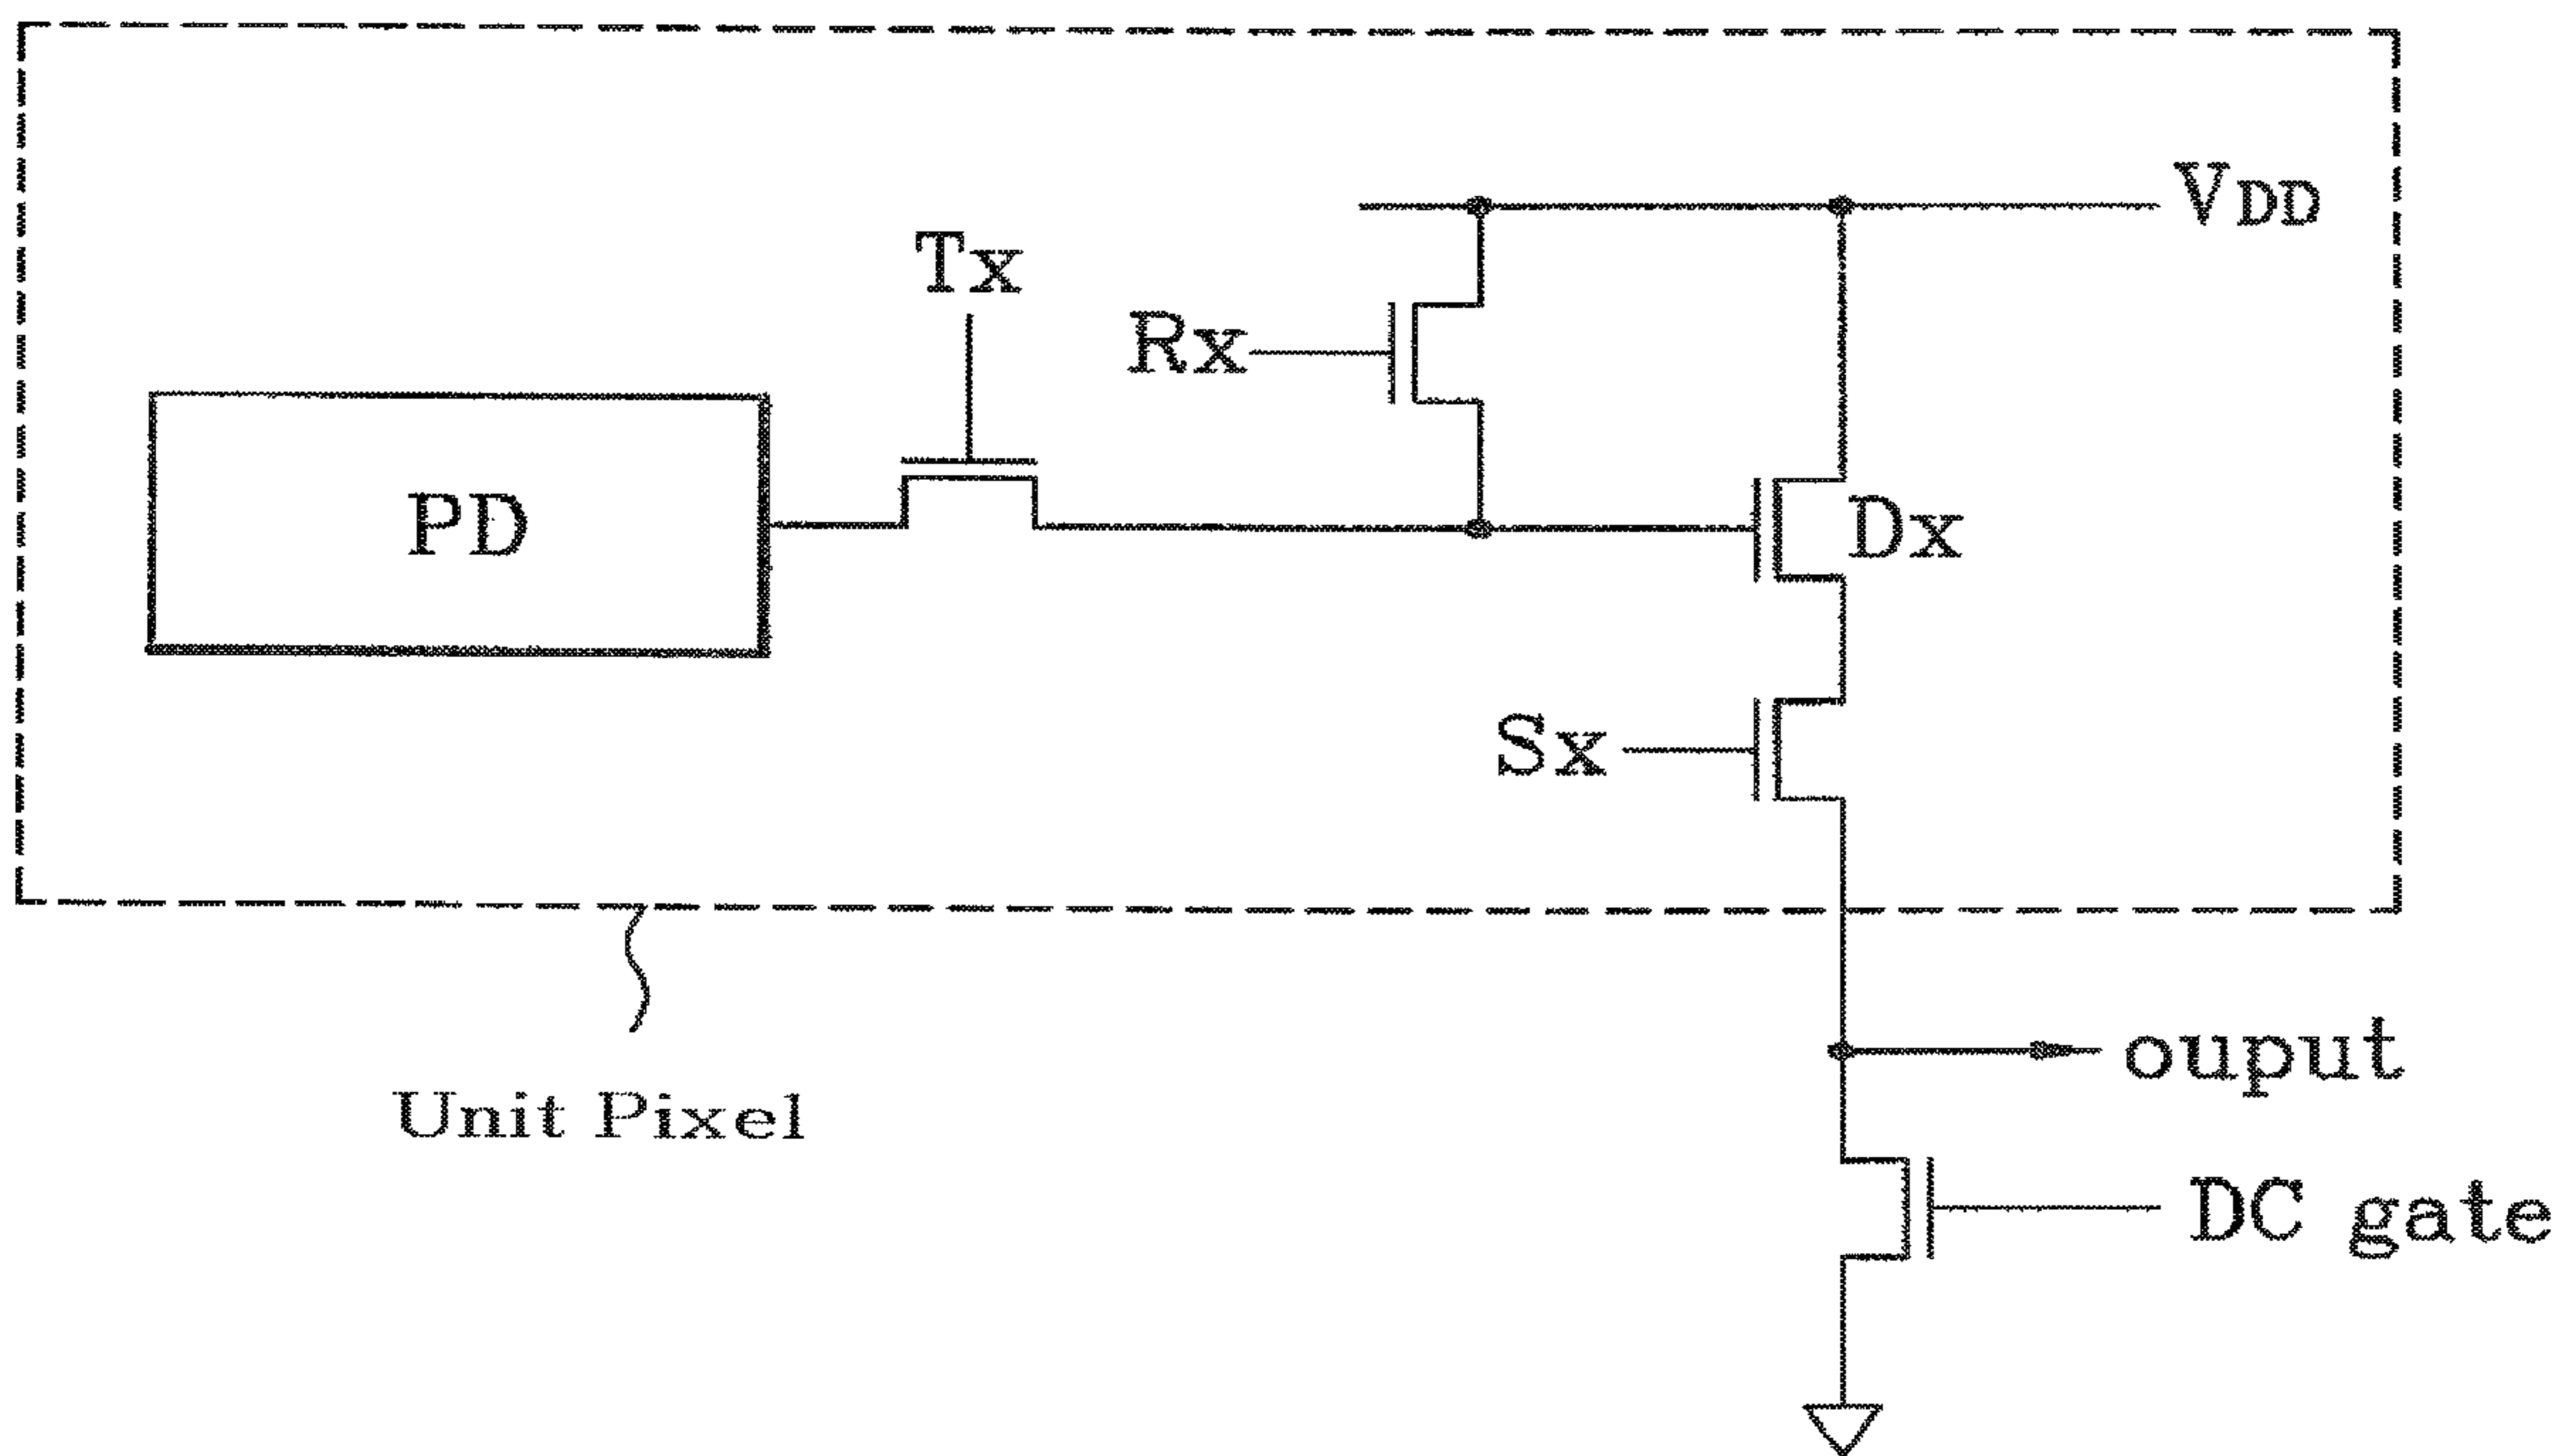 VDD
Tx
Rx
PD
Dx
Sx
ouput
Unit Pixel
DC gate